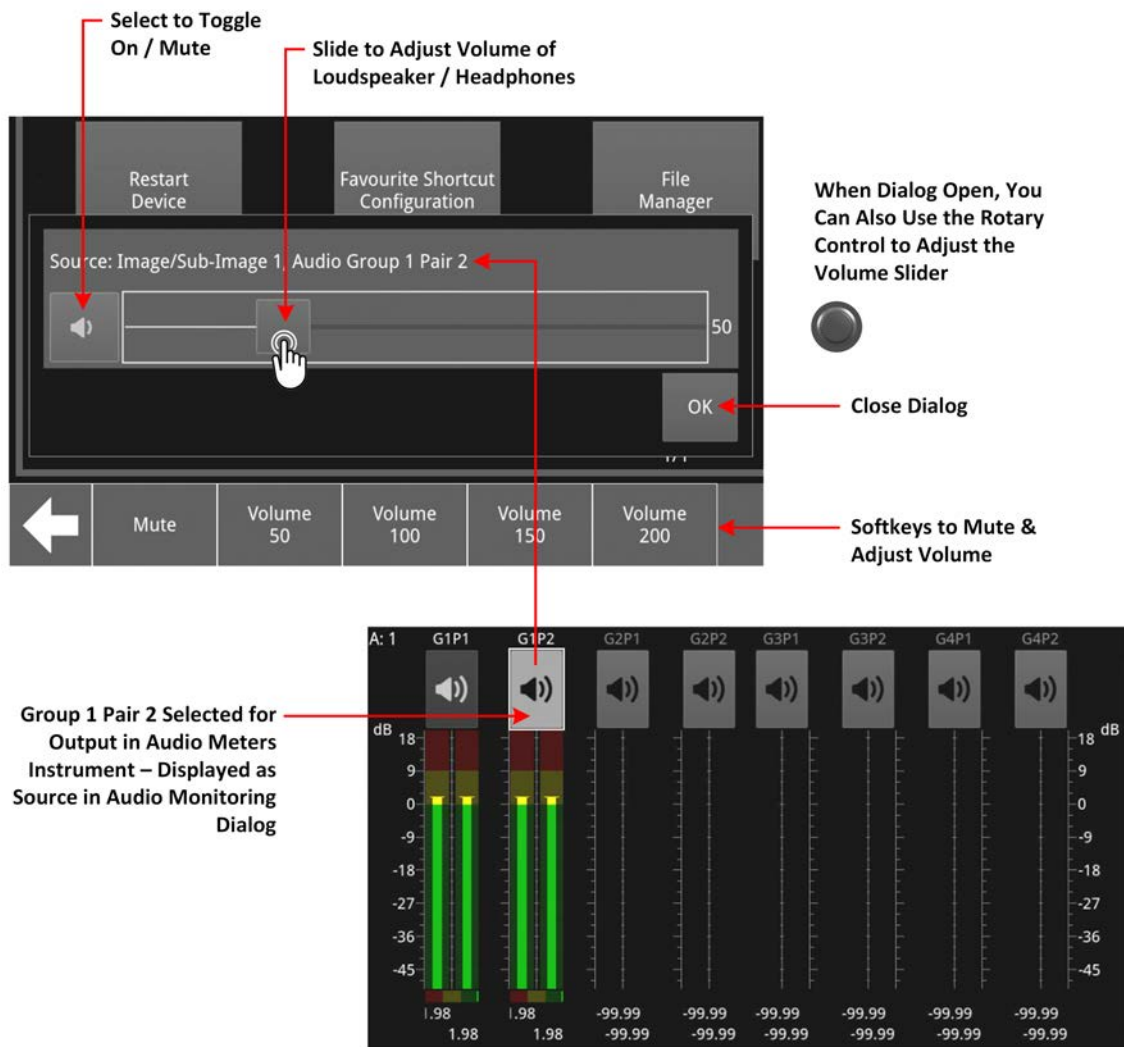 Select to Toggle
On / Mute
Slide to Adjust Volume of
Loudspeaker / Headphones
Restart
Device
Favourite Shortcut
Configuration
File
Manager
Source: Image/Sub-Image 1, Audio Group 1 Pair 2
50
OK
When Dialog Open, You
Can Also Use the Rotary
Control to Adjust the
Volume Slider
Close Dialog
Mute
Volume
50
Volume
100
Volume
150
Volume
200
Softkeys to Mute &
Adjust Volume
Group 1 Pair 2 Selected for
Output in Audio Meters
Instrument – Displayed as
Source in Audio Monitoring
Dialog
A: 1 G1P1 G1P2 G2P1 G2P2 G3P1 G3P2 G4P1 G4P2
dB dB
18 18
9 9
0 0
-9 -9
-18 -18
-27 -27
-36 -36
-45 -45
.98 .98 -99.99 -99.99 -99.99 -99.99 -99.99 -99.99
1.98 1.98 -99.99 -99.99 -99.99 -99.99 -99.99 -99.99